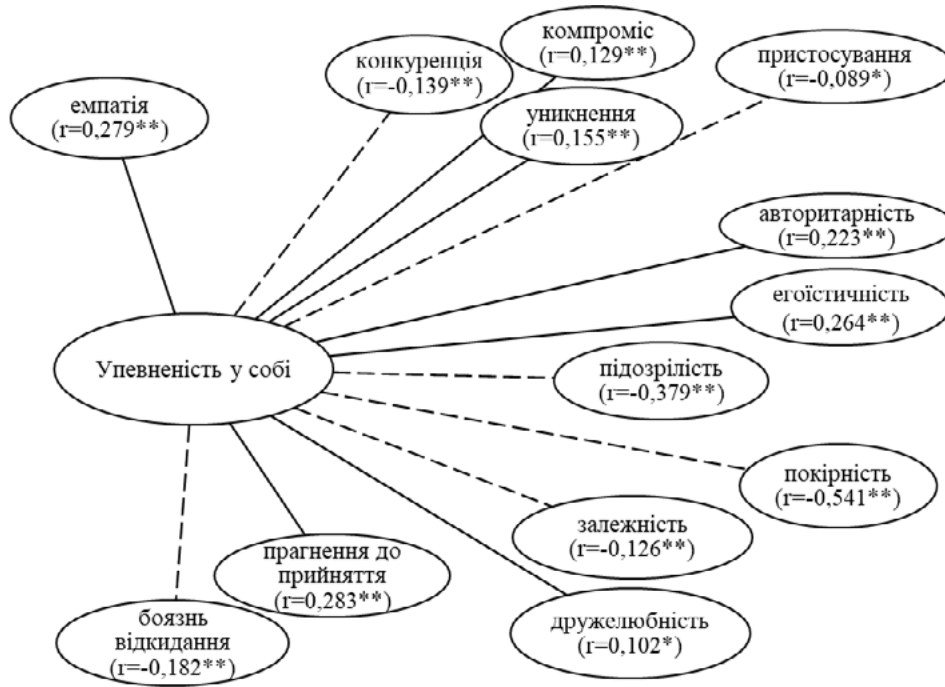 компроміс
(r=0,129**)
конкуренція
(r=-0,139**)
пристосування
(r=-0,089*)
емпатія
(r=0,279**)
уникнення
(r=0,155**)
авторитарність
(r=0,223**)
егоїстичність
(r=0,264**)
Упевненість у собі
підозрілість
(r=-0,379**)
покірність
(r=-0,541**)
залежність
(r=-0,126**)
прагнення до
прийняття
(r=0,283**)
боязнь
відкидання
(r=-0,182**)
дружелюбність
(r=0,102*)